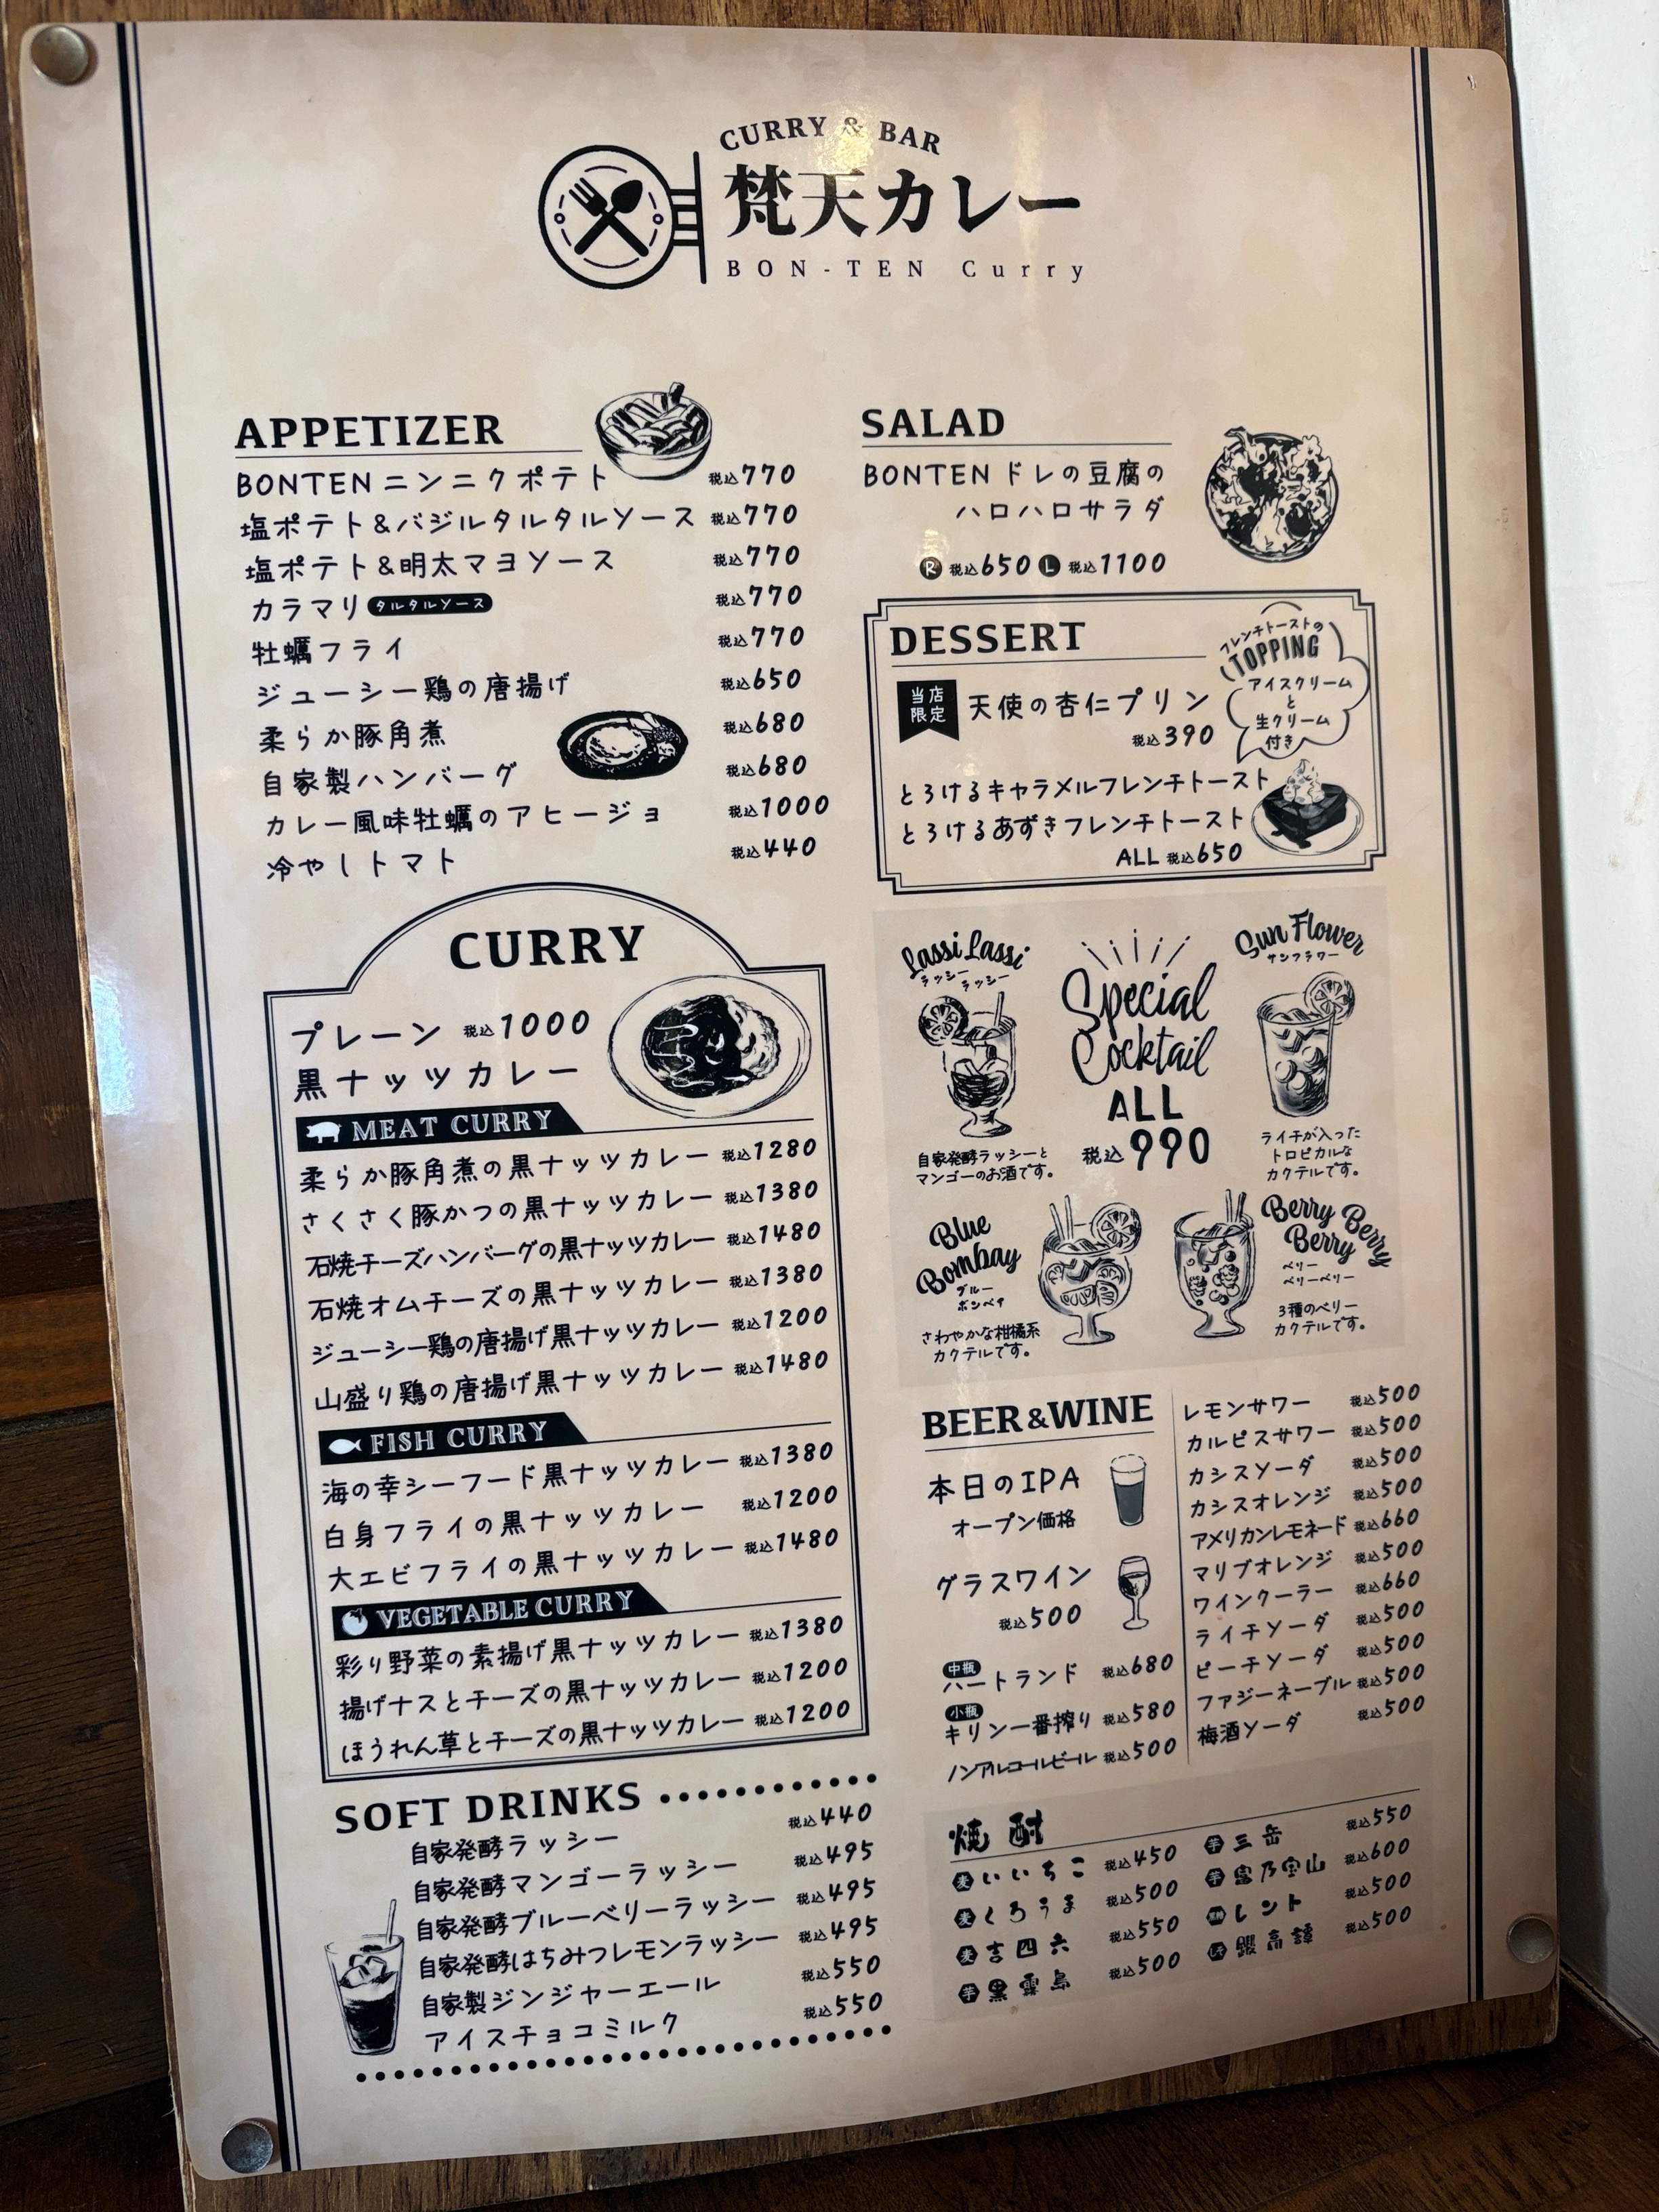 CURRY & BAR
梵天カレー
BON-TEN Curry
APPETIZER
BONTENニンニクポテト 税込770
塩ポテト&バジルタルタルソース 税込770
塩ポテト&明太マヨソース 税込770
カラマリ タルタルソース 税込770
牡蠣フライ 税込770
ジューシー鶏の唐揚げ 税込650
柔らか豚角煮 税込680
自家製ハンバーグ 税込680
カレー風味牡蠣のアヒージョ 税込1000
冷やしトマト 税込440
CURRY
プレーン 税込1000
黒ナッツカレー
MEAT CURRY
柔らか豚角煮の黒ナッツカレー 税込1280
さくさく豚かつの黒ナッツカレー 税込1380
石焼チーズハンバーグの黒ナッツカレー 税込1480
石焼オムチーズの黒ナッツカレー 税込1380
ジューシー鶏の唐揚げ黒ナッツカレー 税込1200
山盛り鶏の唐揚げ黒ナッツカレー 税込1480
FISH CURRY
海の幸シーフード黒ナッツカレー 税込1380
白身フライの黒ナッツカレー 税込1200
大エビフライの黒ナッツカレー 税込1480
VEGETABLE CURRY
彩り野菜の素揚げ黒ナッツカレー 税込1380
揚げナスとチーズの黒ナッツカレー 税込1200
ほうれん草とチーズの黒ナッツカレー 税込1200
SOFT DRINKS
自家発酵ラッシー 税込440
自家発酵マンゴーラッシー 税込495
自家発酵ブルーベリーラッシー 税込495
自家発酵はちみつレモンラッシー 税込495
自家製ジンジャーエール 税込550
アイスチョコミルク 税込550
SALAD
BONTENドレの豆腐の
ハロハロサラダ
R 税込650 L 税込1100
DESSERT
当店
限定
天使の杏仁プリン
税込390
フレンチトーストの
TOPPING
アイスクリーム
と
生クリーム
付き
とろけるキャラメルフレンチトースト
とろけるあずきフレンチトースト
ALL 税込650
Lassi Lassi
ラッシー
ラッシー
自家発酵ラッシーと
マンゴーのお酒です。
Special
Cocktail
ALL
税込990
Sun Flower
サンフラワー
ライチが入った
トロピカルな
カクテルです。
Blue
Bombay
ブルー
ボンベイ
さわやかな柑橘系
カクテルです。
Berry Berry
Berry
ベリー
ベリーベリー
3種のベリー
カクテルです。
BEER&WINE
本日のIPA
オープン価格
グラスワイン
税込500
中瓶
ハートランド 税込680
小瓶
キリン一番搾り 税込580
ノンアルコールビール 税込500
レモンサワー 税込500
カルピスサワー 税込500
カシスソーダ 税込500
カシスオレンジ 税込500
アメリカンレモネード 税込660
マリブオレンジ 税込500
ワインクーラー 税込660
ライチソーダ 税込500
ピーチソーダ 税込500
ファジーネーブル 税込500
梅酒ソーダ 税込500
焼酎
麦 いいちこ 税込450
麦 くろうま 税込500
麦 吉四六 税込550
芋 黒霧島 税込500
芋 三岳 税込550
芋 富乃宝山 税込600
レント 税込500
鍛高譚 税込500